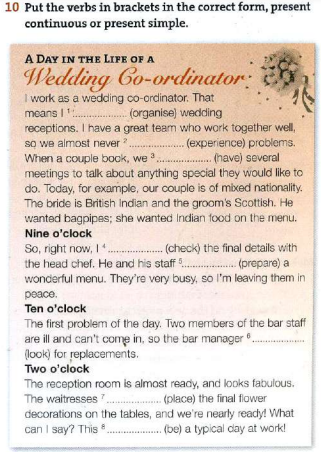 10 Put the verbs in brackets in the correct form, present
continuous or present simple.
A DAY IN THE LIFE OF A
Wedding Co-ordinator
I work as a wedding co-ordinator. That
means I ¹ .................. (organise) wedding
receptions. I have a great team who work together well,
so we almost never ² .................. (experience) problems.
When a couple book, we ³ .................. (have) several
meetings to talk about anything special they would like to
do. Today, for example, our couple is of mixed nationality.
The bride is British Indian and the groom's Scottish. He
wanted bagpipes; she wanted Indian food on the menu.
Nine o'clock
So, right now, I ⁴ .................. (check) the final details with
the head chef. He and his staff ⁵ .................. (prepare) a
wonderful menu. They're very busy, so I'm leaving them in
peace.
Ten o'clock
The first problem of the day. Two members of the bar staff
are ill and can't come in, so the bar manager ⁶ ..................
(look) for replacements.
Two o'clock
The reception room is almost ready, and looks fabulous.
The waitresses ⁷ .................. (place) the final flower
decorations on the tables, and we're nearly ready! What
can I say? This ⁸ .................. (be) a typical day at work!